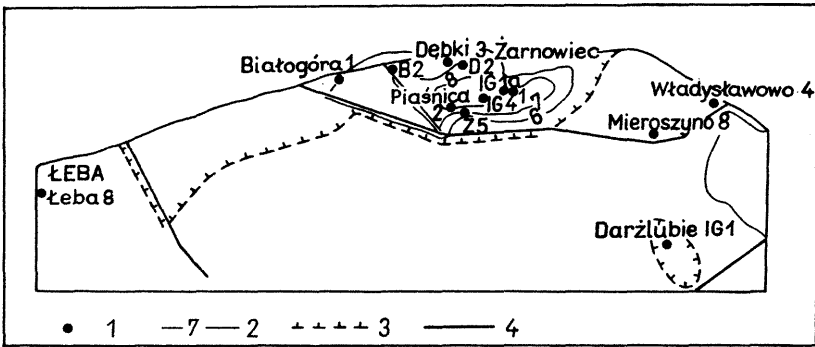 Dębki 3 Żarnowiec
Białogóra 1
B2
D2
8
IG1a
Piaśnica
2
IG4
1
7
6
Z5
Władysławowo 4
Mieroszyno 8
ŁEBA
Łeba 8
Darżlubie IG1
1 —7— 2 3 4